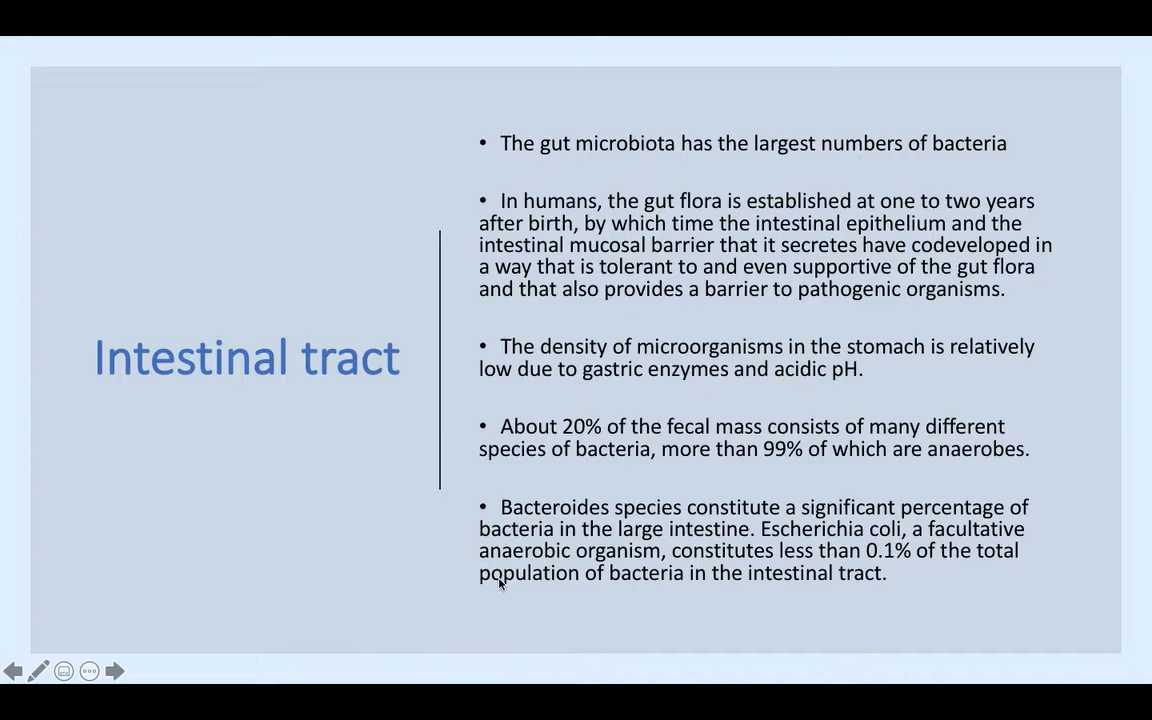 Intestinal tract
• The gut microbiota has the largest numbers of bacteria
• In humans, the gut flora is established at one to two years
after birth, by which time the intestinal epithelium and the
intestinal mucosal barrier that it secretes have codeveloped in
a way that is tolerant to and even supportive of the gut flora
and that also provides a barrier to pathogenic organisms.
• The density of microorganisms in the stomach is relatively
low due to gastric enzymes and acidic pH.
• About 20% of the fecal mass consists of many different
species of bacteria, more than 99% of which are anaerobes.
• Bacteroides species constitute a significant percentage of
bacteria in the large intestine. Escherichia coli, a facultative
anaerobic organism, constitutes less than 0.1% of the total
population of bacteria in the intestinal tract.